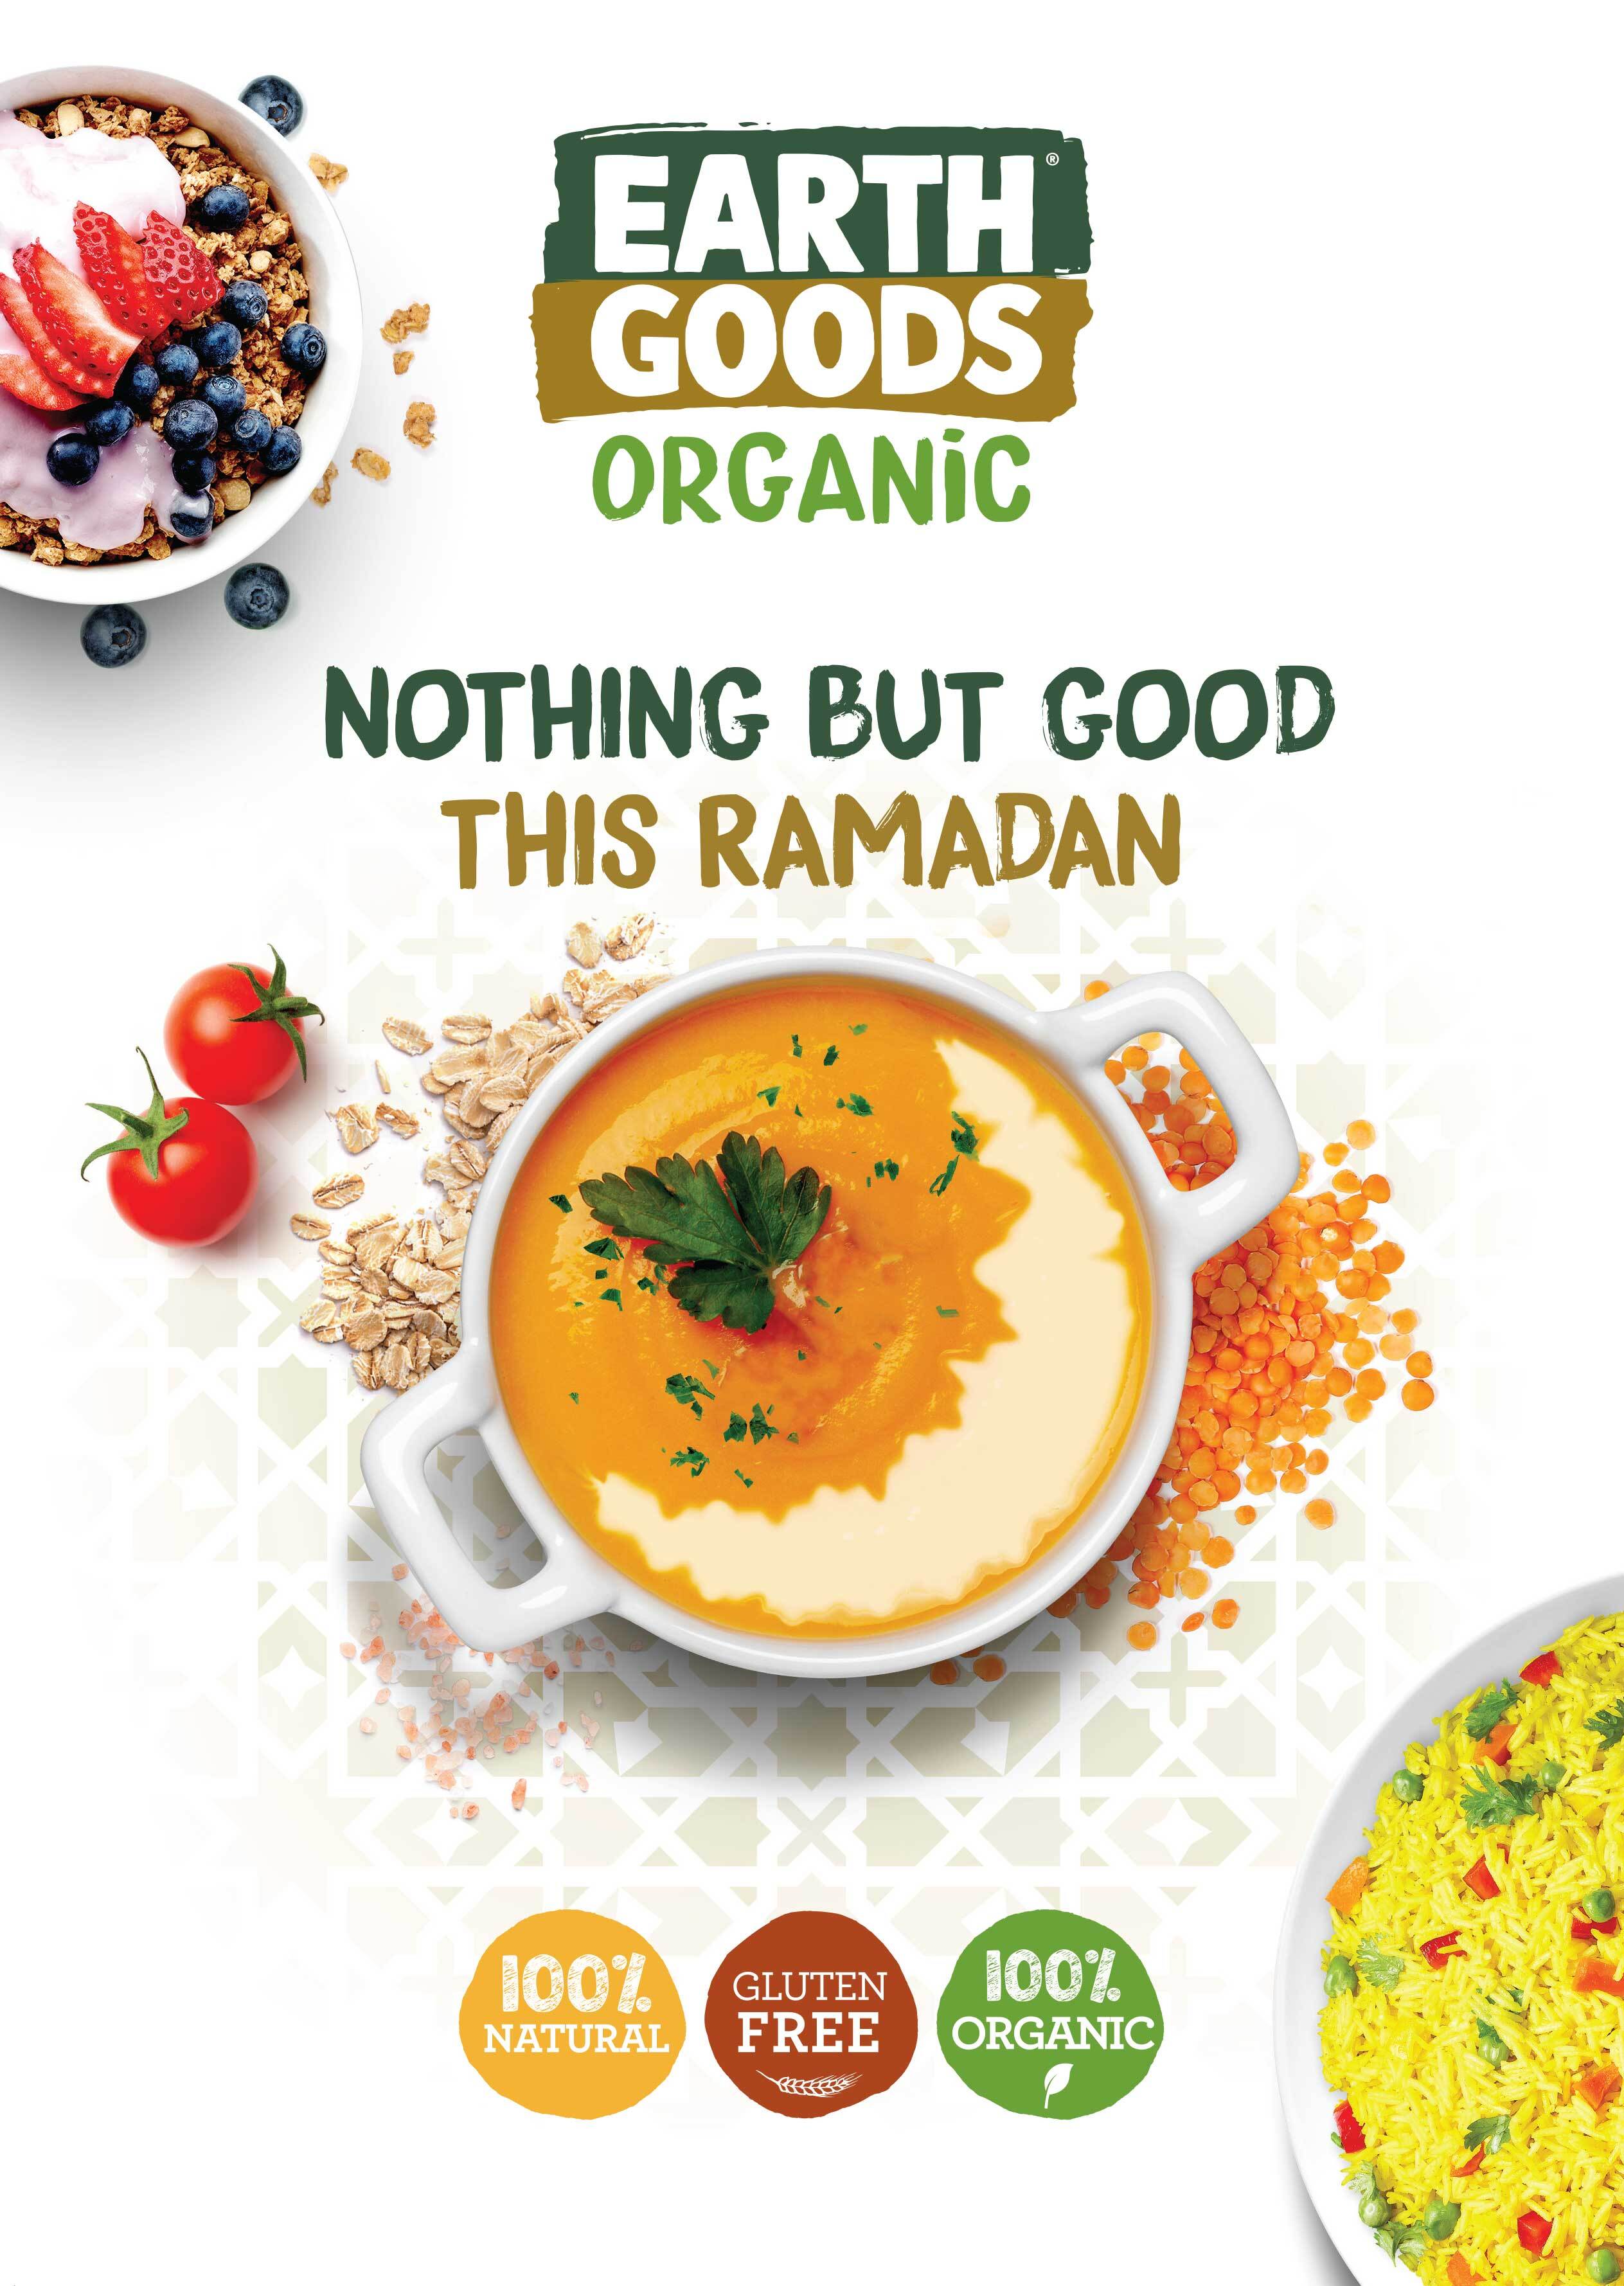 EARTH®
GOODS
ORGANIC
NOTHING BUT GOOD
THIS RAMADAN
100%
NATURAL
GLUTEN
FREE
100%
ORGANIC